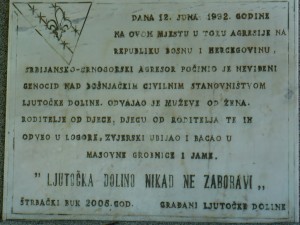 DANA 12. JUNA 1992. GODINE
NA OVOM MJESTU U TOKU AGRESIJE NA
REPUBLIKU BOSNU I HERCEGOVINU,
SRBIJANSKO-CRNOGORSKI AGRESOR POČINIO JE NEVIĐENI
GENOCID NAD BOŠNJAČKIM CIVILNIM STANOVNIŠTVOM
LJUTOČKE DOLINE. ODVAJAO JE MUŽEVE OD ŽENA,
RODITELJE OD DJECE, DJECU OD RODITELJA TE IH
ODVEO U LOGORE, ZVJERSKI UBIJAO I BACAO U
MASOVNE GROBNICE I JAME.
"LJUTOČKA DOLINO NIKAD NE ZABORAVI"
ŠTRBAČKI BUK 2008.GOD. GRAĐANI LJUTOČKE DOLINE